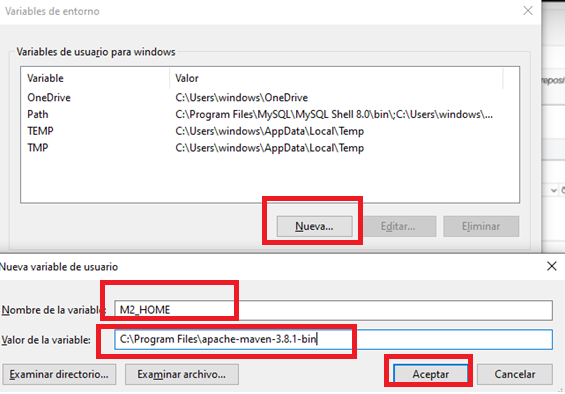 Variables de entorno
Variables de usuario para windows
Variable Valor
OneDrive C:\Users\windows\OneDrive
Path C:\Program Files\MySQL\MySQL Shell 8.0\bin\;C:\Users\windows\...
TEMP C:\Users\windows\AppData\Local\Temp
TMP C:\Users\windows\AppData\Local\Temp
Nueva... Editar... Eliminar
Nueva variable de usuario
Nombre de la variable: M2_HOME
Valor de la variable: C:\Program Files\apache-maven-3.8.1-bin
Examinar directorio... Examinar archivo... Aceptar Cancelar